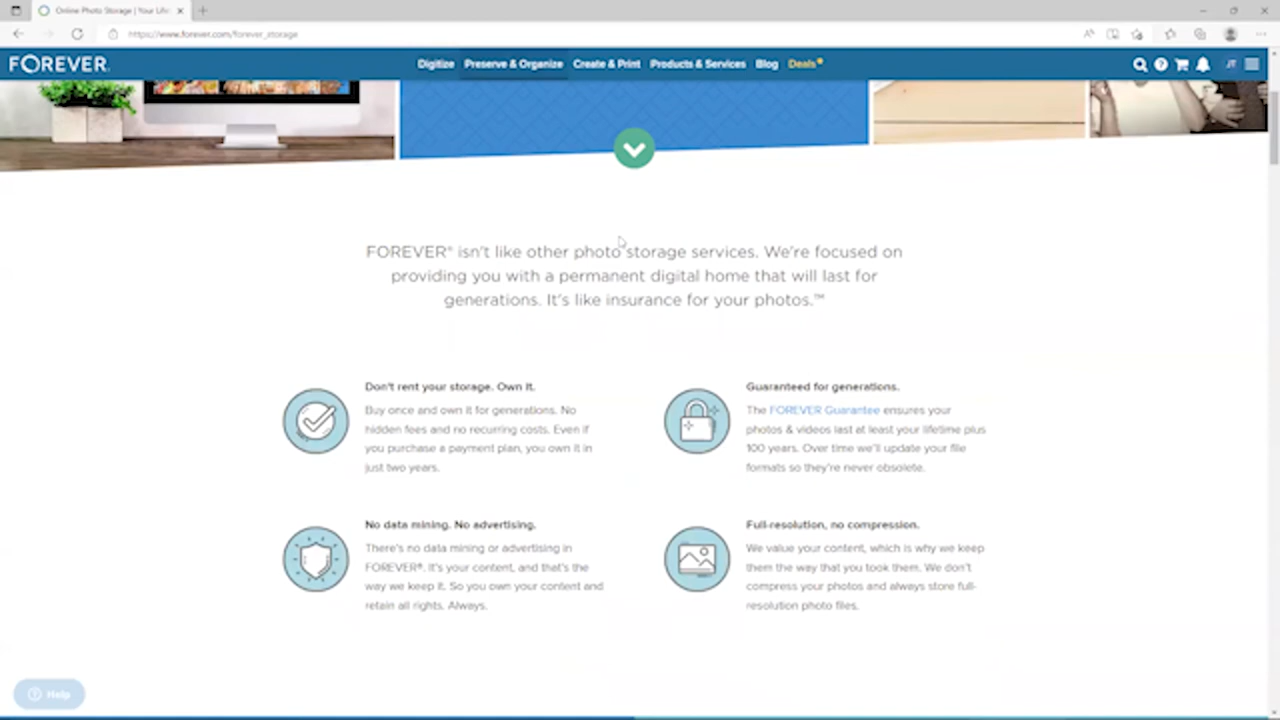 Online Photo Storage | Your Life
https://www.forever.com/forever_storage
FOREVER.
Digitize Preserve & Organize Create & Print Products & Services Blog Deals JT
FOREVER® isn't like other photo storage services. We're focused on
providing you with a permanent digital home that will last for
generations. It's like insurance for your photos.™
Don't rent your storage. Own it.
Buy once and own it for generations. No
hidden fees and no recurring costs. Even if
you purchase a payment plan, you own it in
just two years.
Guaranteed for generations.
The FOREVER Guarantee ensures your
photos & videos last at least your lifetime plus
100 years. Over time we'll update your file
formats so they're never obsolete.
No data mining. No advertising.
There's no data mining or advertising in
FOREVER®. It's your content, and that's the
way we keep it. So you own your content and
retain all rights. Always.
Full-resolution, no compression.
We value your content, which is why we keep
them the way that you took them. We don't
compress your photos and always store full-
resolution photo files.
Help